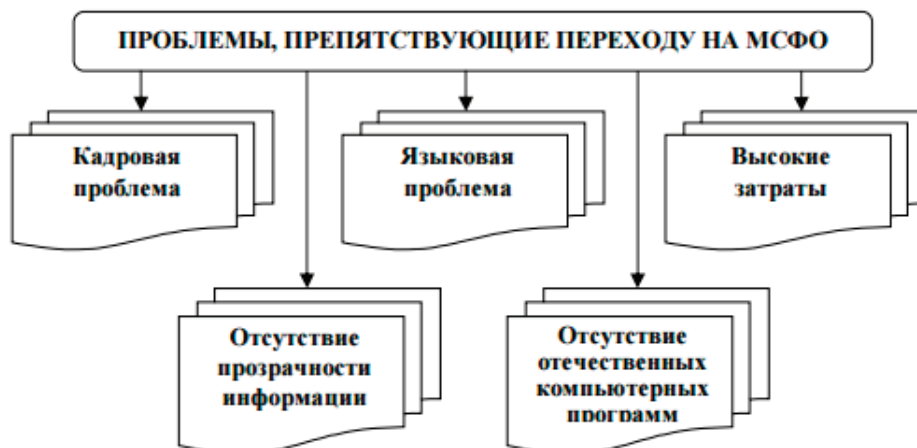 ПРОБЛЕМЫ, ПРЕПЯТСТВУЮЩИЕ ПЕРЕХОДУ НА МСФО
Кадровая
проблема
Языковая
проблема
Высокие
затраты
Отсутствие
прозрачности
информации
Отсутствие
отечественных
компьютерных
программ